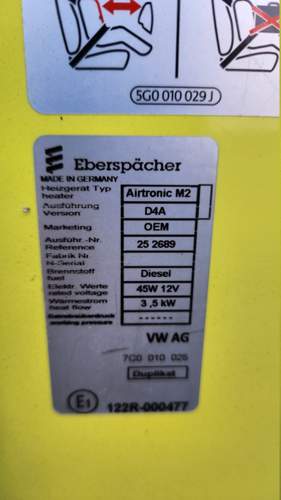 5G0 010 029 J
Eberspächer
MADE IN GERMANY
Heizgerät Typ
heater
Airtronic M2
Ausführung
Version
D4A
Marketing
OEM
Ausführ.-Nr.
Reference
25 2689
Fabrik Nr.
N-Serial
Brennstoff
fuel
Diesel
Elektr. Werte
rated voltage
45W 12V
Wärmestrom
heat flow
3,5 kW
Betriebsüberdruck
working pressure
------
VW AG
7C0 010 026
Duplikat
E1
122R-000477